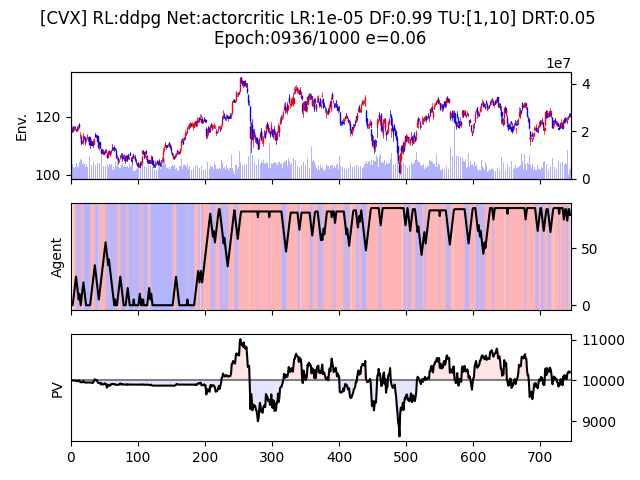 [CVX] RL:ddpg Net:actorcritic LR:1e-05 DF:0.99 TU:[1,10] DRT:0.05
Epoch:0936/1000 e=0.06
1e7
Env.
120
100
4
2
0
Agent
50
0
PV
11000
10000
9000
0 100 200 300 400 500 600 700